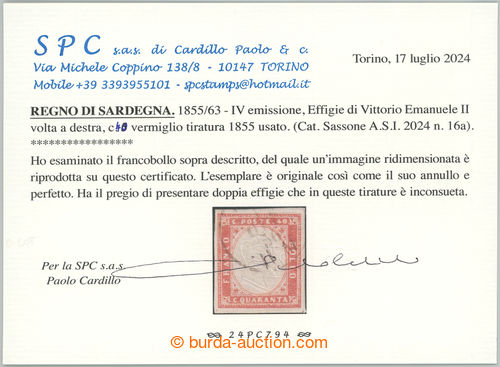 S P C s.a.s. di Cardillo Paolo & c.
Via Michele Coppino 138/8 - 10147 TORINO
Mobile +39 3393955101 - spcstamps@hotmail.it
Torino, 17 luglio 2024
REGNO DI SARDEGNA. 1855/63 - IV emissione, Effigie di Vittorio Emanuele II
volta a destra, c40 vermiglio tiratura 1855 usato. (Cat. Sassone A.S.I. 2024 n. 16a).
*****************
Ho esaminato il francobollo sopra descritto, del quale un'immagine ridimensionata è
riprodotta su questo certificato. L'esemplare è originale così come il suo annullo e
perfetto. Ha il pregio di presentare doppia effigie che in queste tirature è inconsueta.
Per la SPC s.a.s.
Paolo Cardillo
C. POSTE 40
FRANCO
BOLLO
C. QUARANTA
24PC794
© burda-auction.com